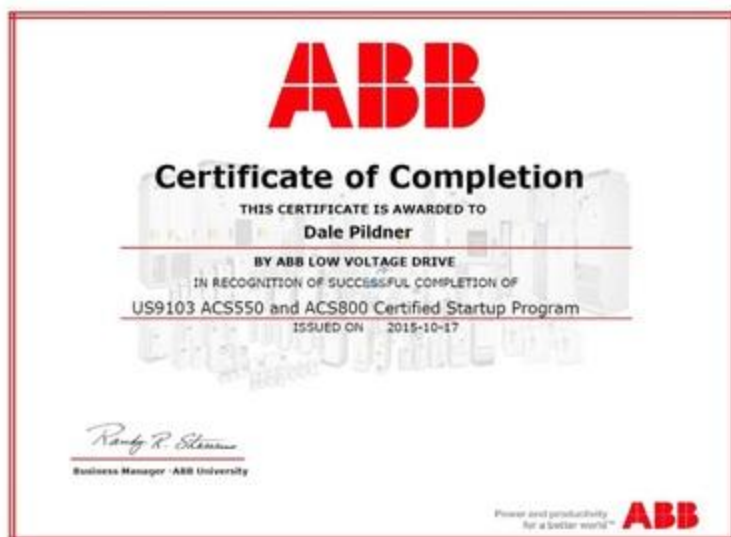 ABB
Certificate of Completion
THIS CERTIFICATE IS AWARDED TO
Dale Pildner
BY ABB LOW VOLTAGE DRIVE
IN RECOGNITION OF SUCCESSFUL COMPLETION OF
US9103 ACS550 and ACS800 Certified Startup Program
ISSUED ON 2015-10-17
Randy R.
Business Manager -ABB University
Power and productivity
for a better world™
ABB